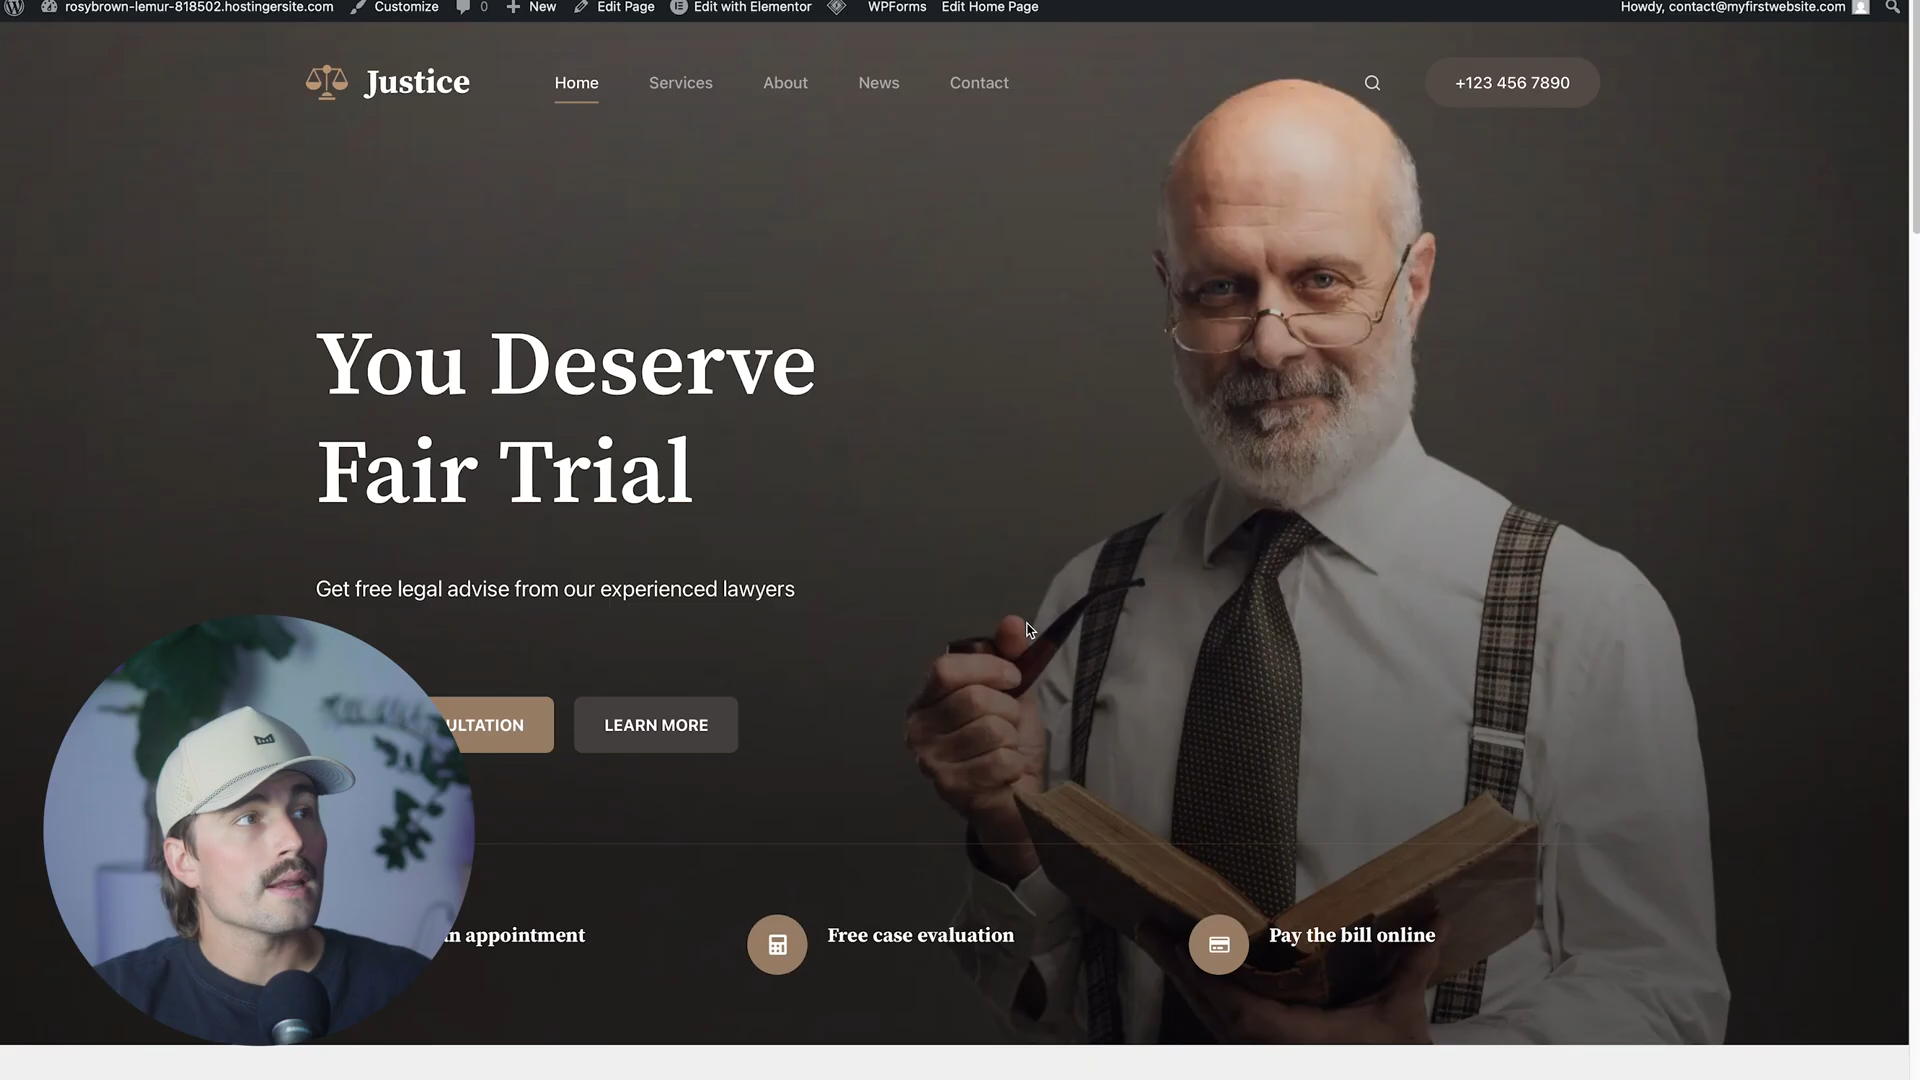 rosybrown-lemur-818502.hostingersite.com Customize 0 New Edit Page Edit with Elementor WPForms Edit Home Page Howdy, contact@myfirstwebsite.com
Justice Home Services About News Contact +123 456 7890
You Deserve
Fair Trial
Get free legal advise from our experienced lawyers
ULTATION LEARN MORE
n appointment Free case evaluation Pay the bill online